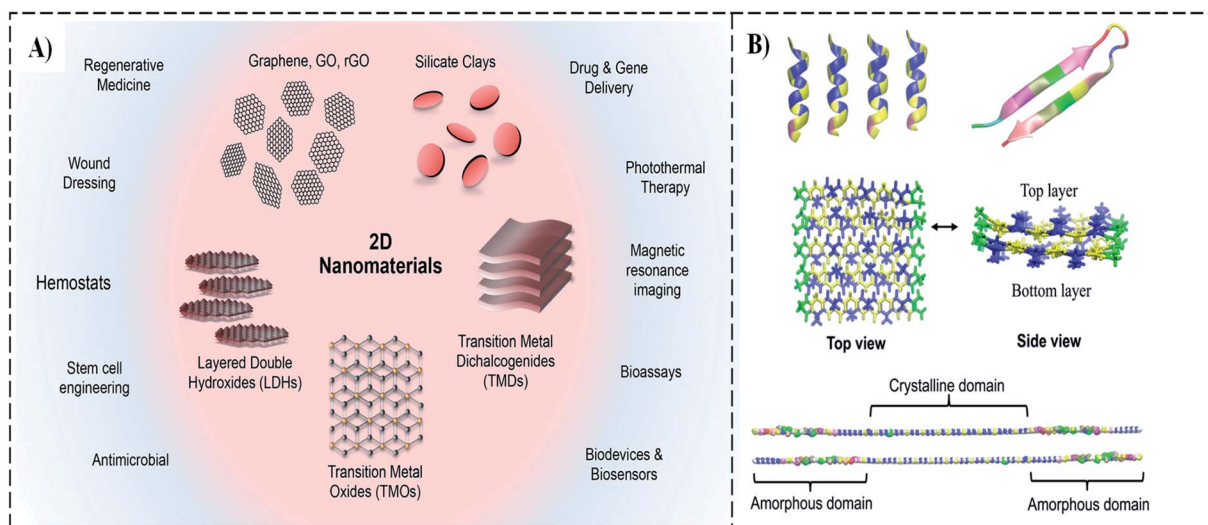 A)
Regenerative
Medicine
Graphene, GO, rGO
Silicate Clays
Drug & Gene
Delivery
Wound
Dressing
Photothermal
Therapy
2D
Nanomaterials
Magnetic
resonance
imaging
Hemostats
Layered Double
Hydroxides (LDHs)
Transition Metal
Dichalcogenides
(TMDs)
Stem cell
engineering
Bioassays
Antimicrobial
Transition Metal
Oxides (TMOs)
Biodevices &
Biosensors
B)
Top layer
Bottom layer
Top view
Side view
Crystalline domain
Amorphous domain
Amorphous domain